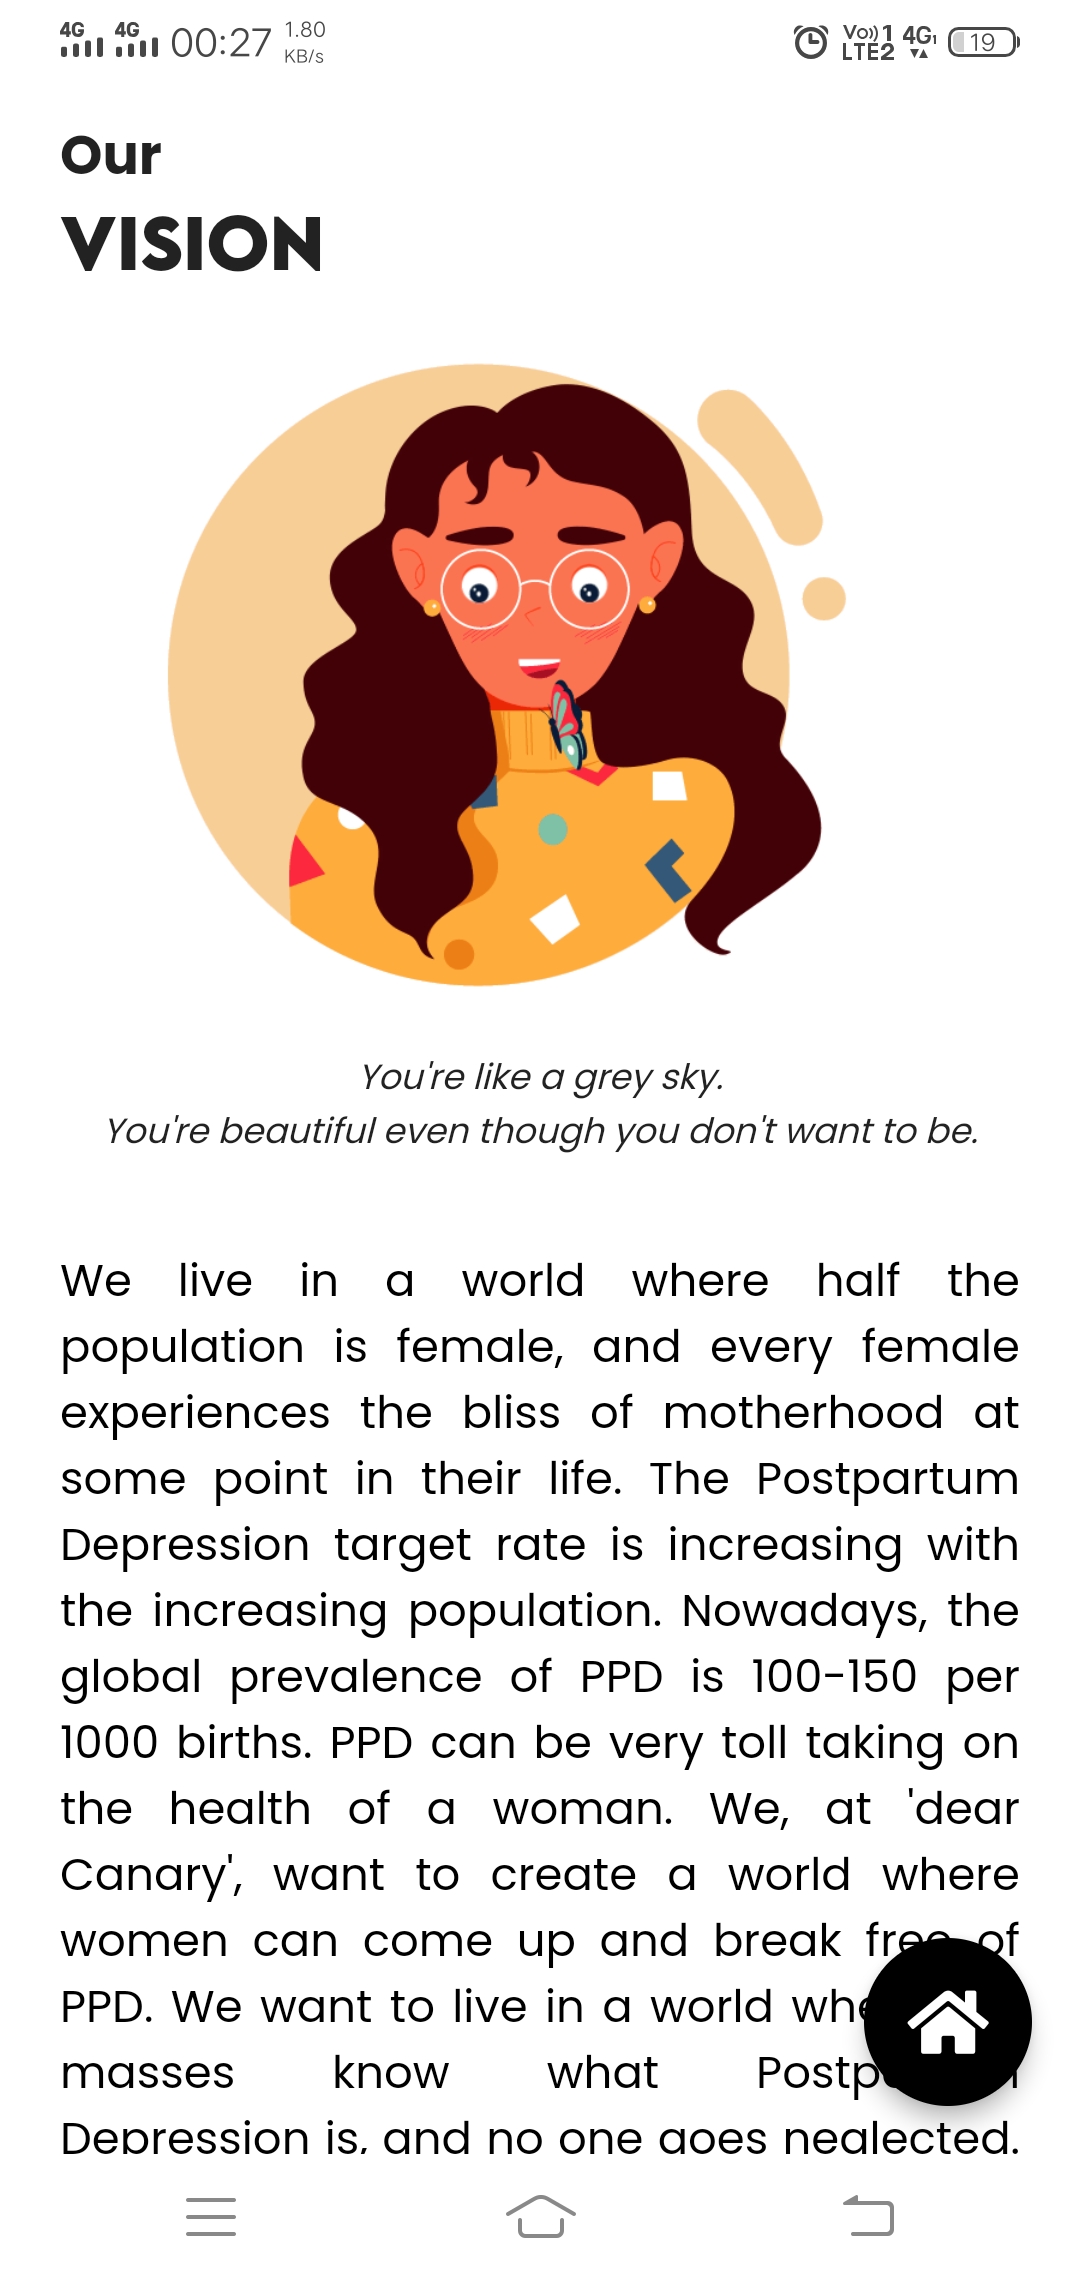 4G 4G 00:27 1.80 KB/s Vo)) 1 LTE2 4G1 19
Our
VISION
You're like a grey sky.
You're beautiful even though you don't want to be.
We live in a world where half the
population is female, and every female
experiences the bliss of motherhood at
some point in their life. The Postpartum
Depression target rate is increasing with
the increasing population. Nowadays, the
global prevalence of PPD is 100-150 per
1000 births. PPD can be very toll taking on
the health of a woman. We, at 'dear
Canary', want to create a world where
women can come up and break free of
PPD. We want to live in a world
masses know what
Depression is, and no one goes neglected.